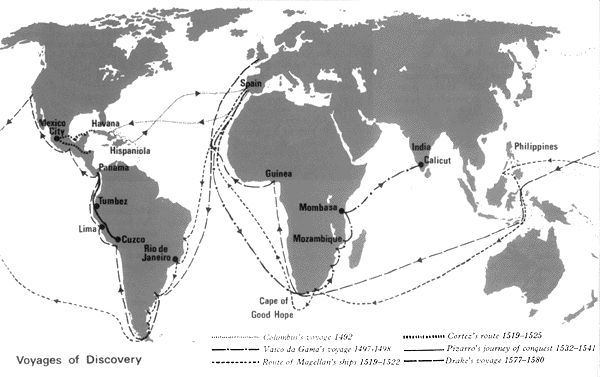 Spain
Mexico
City
Havana
Hispaniola
India
Calicut
Philippines
Panama
Guinea
Tumbez
Mombasa
Lima
Cuzco
Mozambique
Rio de
Janeiro
Cape of
Good Hope
Voyages of Discovery
Columbus's voyage 1492
Vasco da Gama's voyage 1497-1498
Route of Magellan's ships 1519-1522
Cortez's route 1519-1525
Pizarro's journey of conquest 1532-1541
Drake's voyage 1577-1580